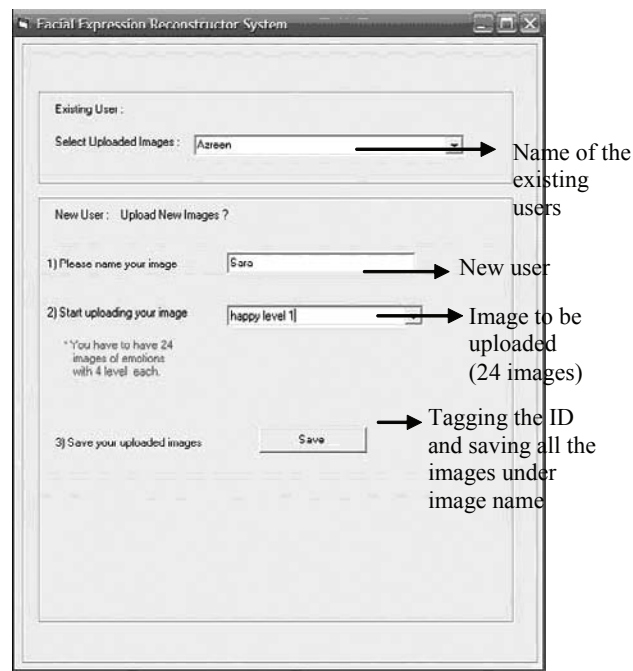 Facial Expression Reconstructor System
Existing User :
Select Uploaded Images : Azreen
Name of the
existing
users
New User : Upload New Images ?
1) Please name your image Sara
New user
2) Start uploading your image happy level 1
Image to be
uploaded
(24 images)
* You have to have 24
images of emotions
with 4 level each.
Tagging the ID
and saving all the
images under
image name
3) Save your uploaded images Save